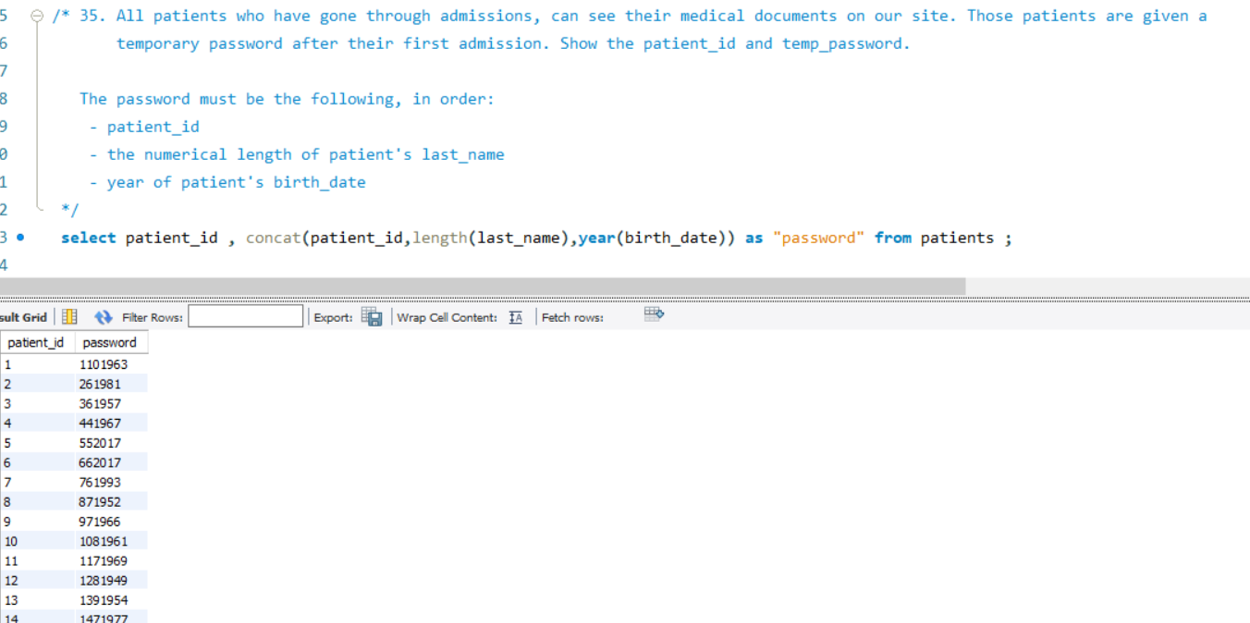 5 /* 35. All patients who have gone through admissions, can see their medical documents on our site. Those patients are given a
6 temporary password after their first admission. Show the patient_id and temp_password.
7
8 The password must be the following, in order:
9 - patient_id
0 - the numerical length of patient's last_name
1 - year of patient's birth_date
2 */
3 select patient_id , concat(patient_id,length(last_name),year(birth_date)) as "password" from patients ;
4
sult Grid Filter Rows: Export: Wrap Cell Content: IA Fetch rows:
patient_id password
1 1101963
2 261981
3 361957
4 441967
5 552017
6 662017
7 761993
8 871952
9 971966
10 1081961
11 1171969
12 1281949
13 1391954
14 1471977